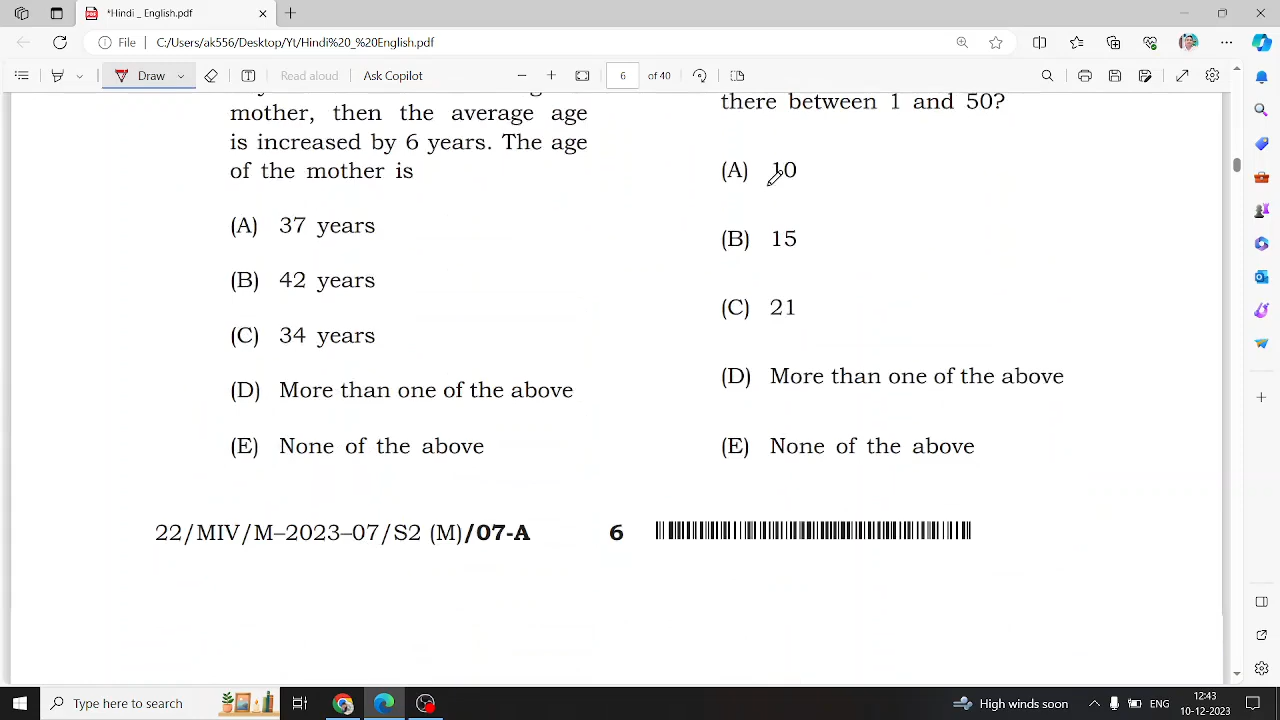 *Hindi _ English.pdf
File C:/Users/ak556/Desktop/Yt/Hindi%20_%20English.pdf
Draw Read aloud Ask Copilot 6 of 40
mother, then the average age
is increased by 6 years. The age
of the mother is
(A) 37 years
(B) 42 years
(C) 34 years
(D) More than one of the above
(E) None of the above
there between 1 and 50?
(A) 10
(B) 15
(C) 21
(D) More than one of the above
(E) None of the above
22/MIV/M–2023–07/S2 (M)/07-A 6
Type here to search High winds soon ENG 12:43
10-12-2023